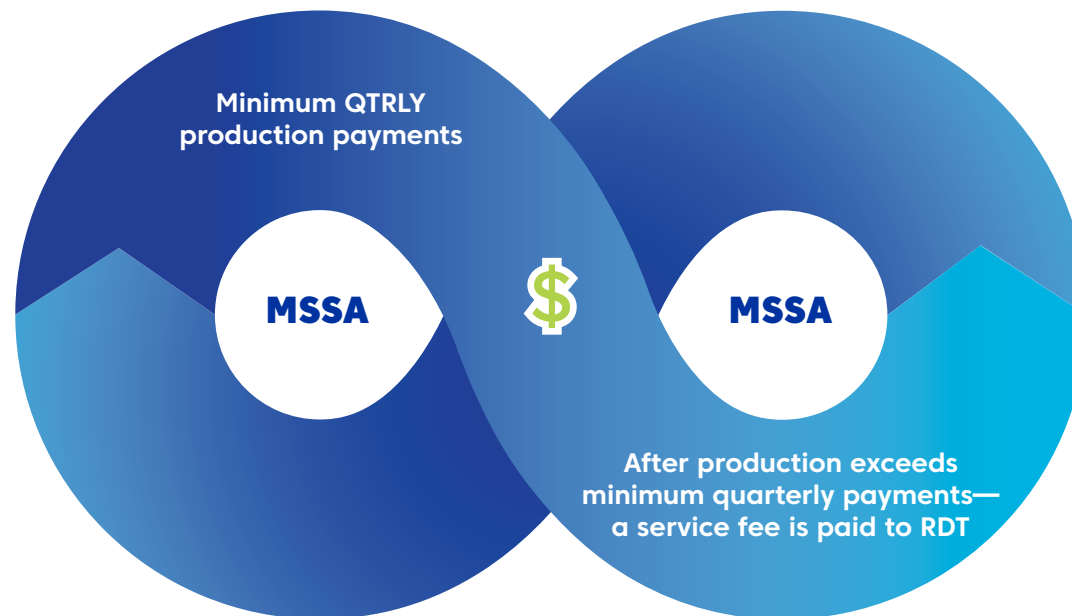 Minimum QTRLY
production payments
MSSA
$
MSSA
After production exceeds
minimum quarterly payments—
a service fee is paid to RDT